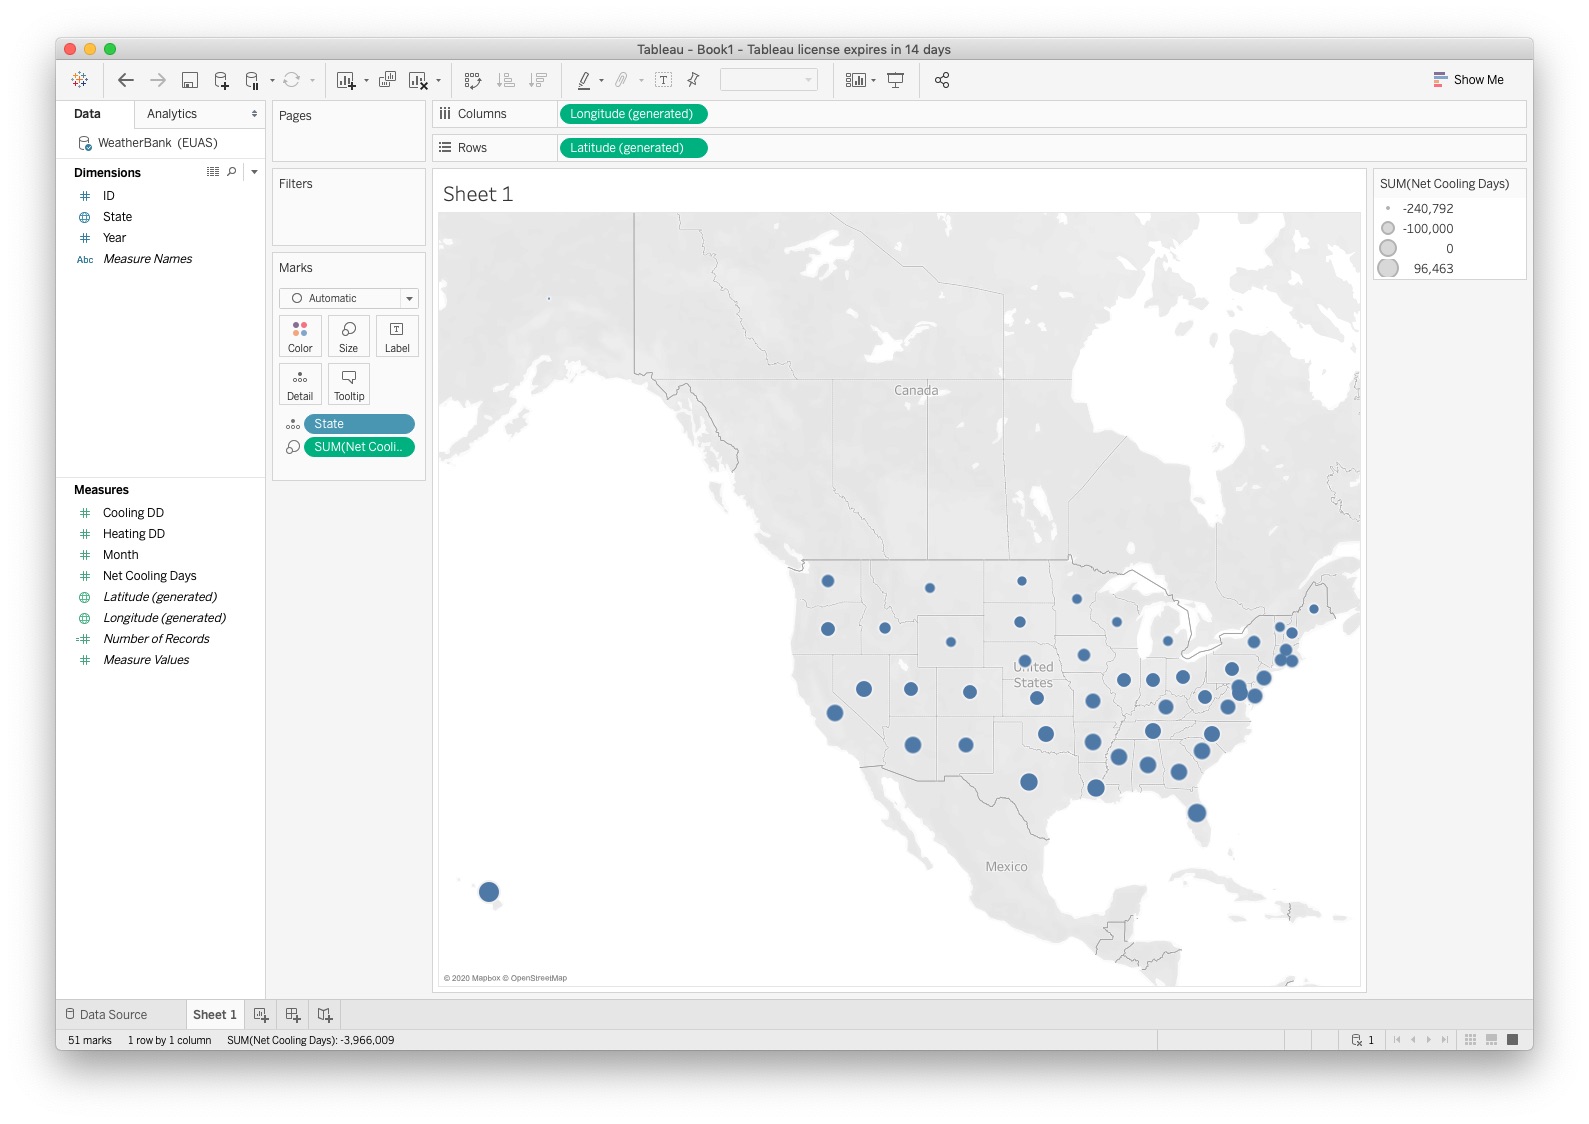 Tableau - Book1 - Tableau license expires in 14 days
Show Me
Data
Analytics
WeatherBank (EUAS)
Dimensions
ID
State
Year
Abc Measure Names
Measures
Cooling DD
Heating DD
Month
Net Cooling Days
Latitude (generated)
Longitude (generated)
Number of Records
Measure Values
Pages
Filters
Marks
Automatic
Color
Size
Label
Detail
Tooltip
State
SUM(Net Cooli..
Columns
Longitude (generated)
Rows
Latitude (generated)
Sheet 1
Canada
United
States
Mexico
© 2020 Mapbox © OpenStreetMap
SUM(Net Cooling Days)
-240,792
-100,000
0
96,463
Data Source
Sheet 1
51 marks
1 row by 1 column
SUM(Net Cooling Days): -3,966,009
1